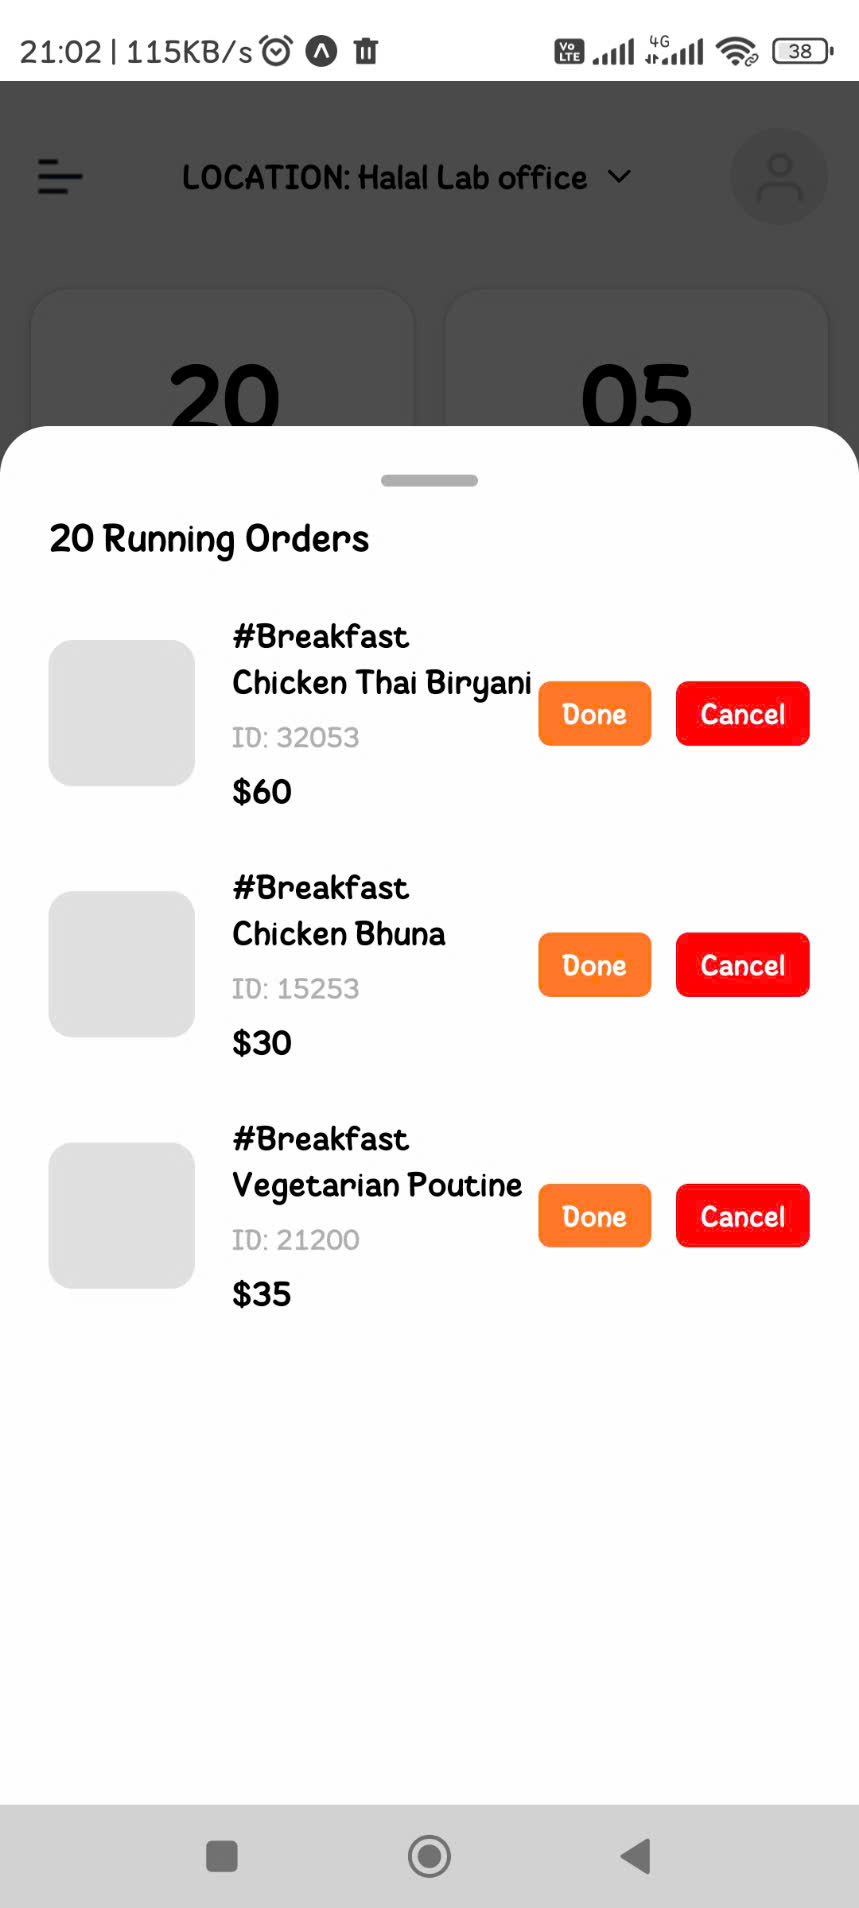 21:02 | 115KB/s Vo LTE 4G 38
LOCATION: Halal Lab office
20 05
20 Running Orders
#Breakfast
Chicken Thai Biryani
ID: 32053
$60
Done Cancel
#Breakfast
Chicken Bhuna
ID: 15253
$30
Done Cancel
#Breakfast
Vegetarian Poutine
ID: 21200
$35
Done Cancel